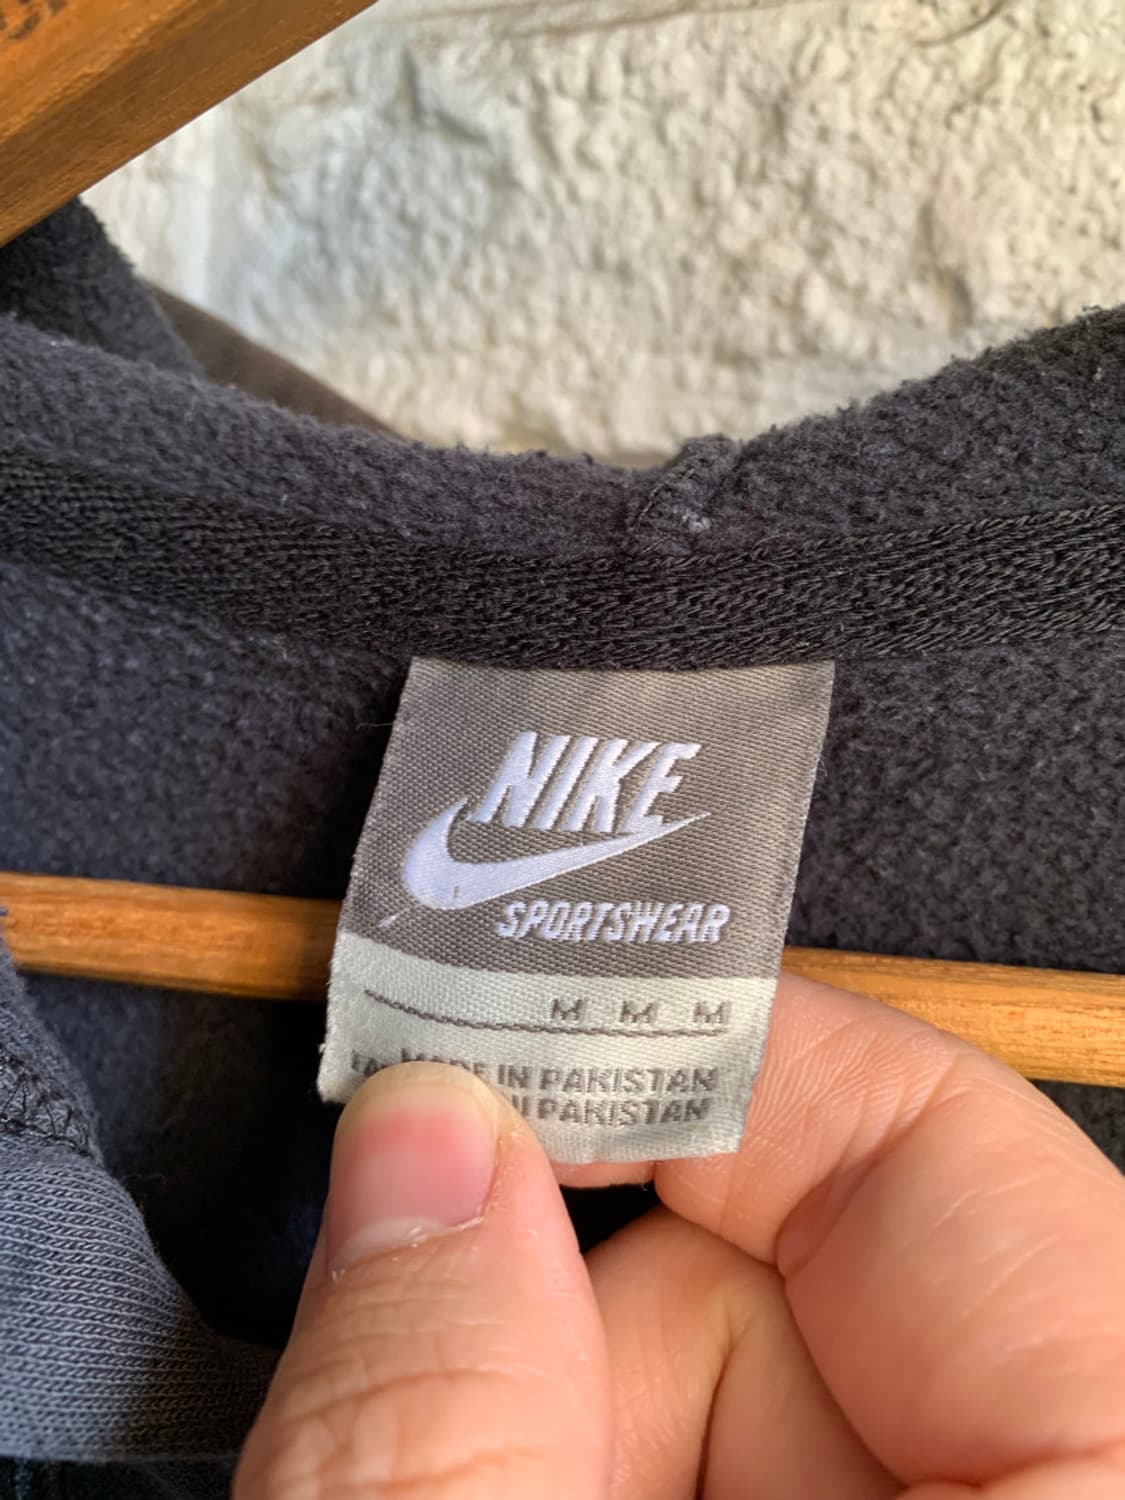 NIKE
SPORTSWEAR
M M M
MADE IN PAKISTAN
PAKISTAN